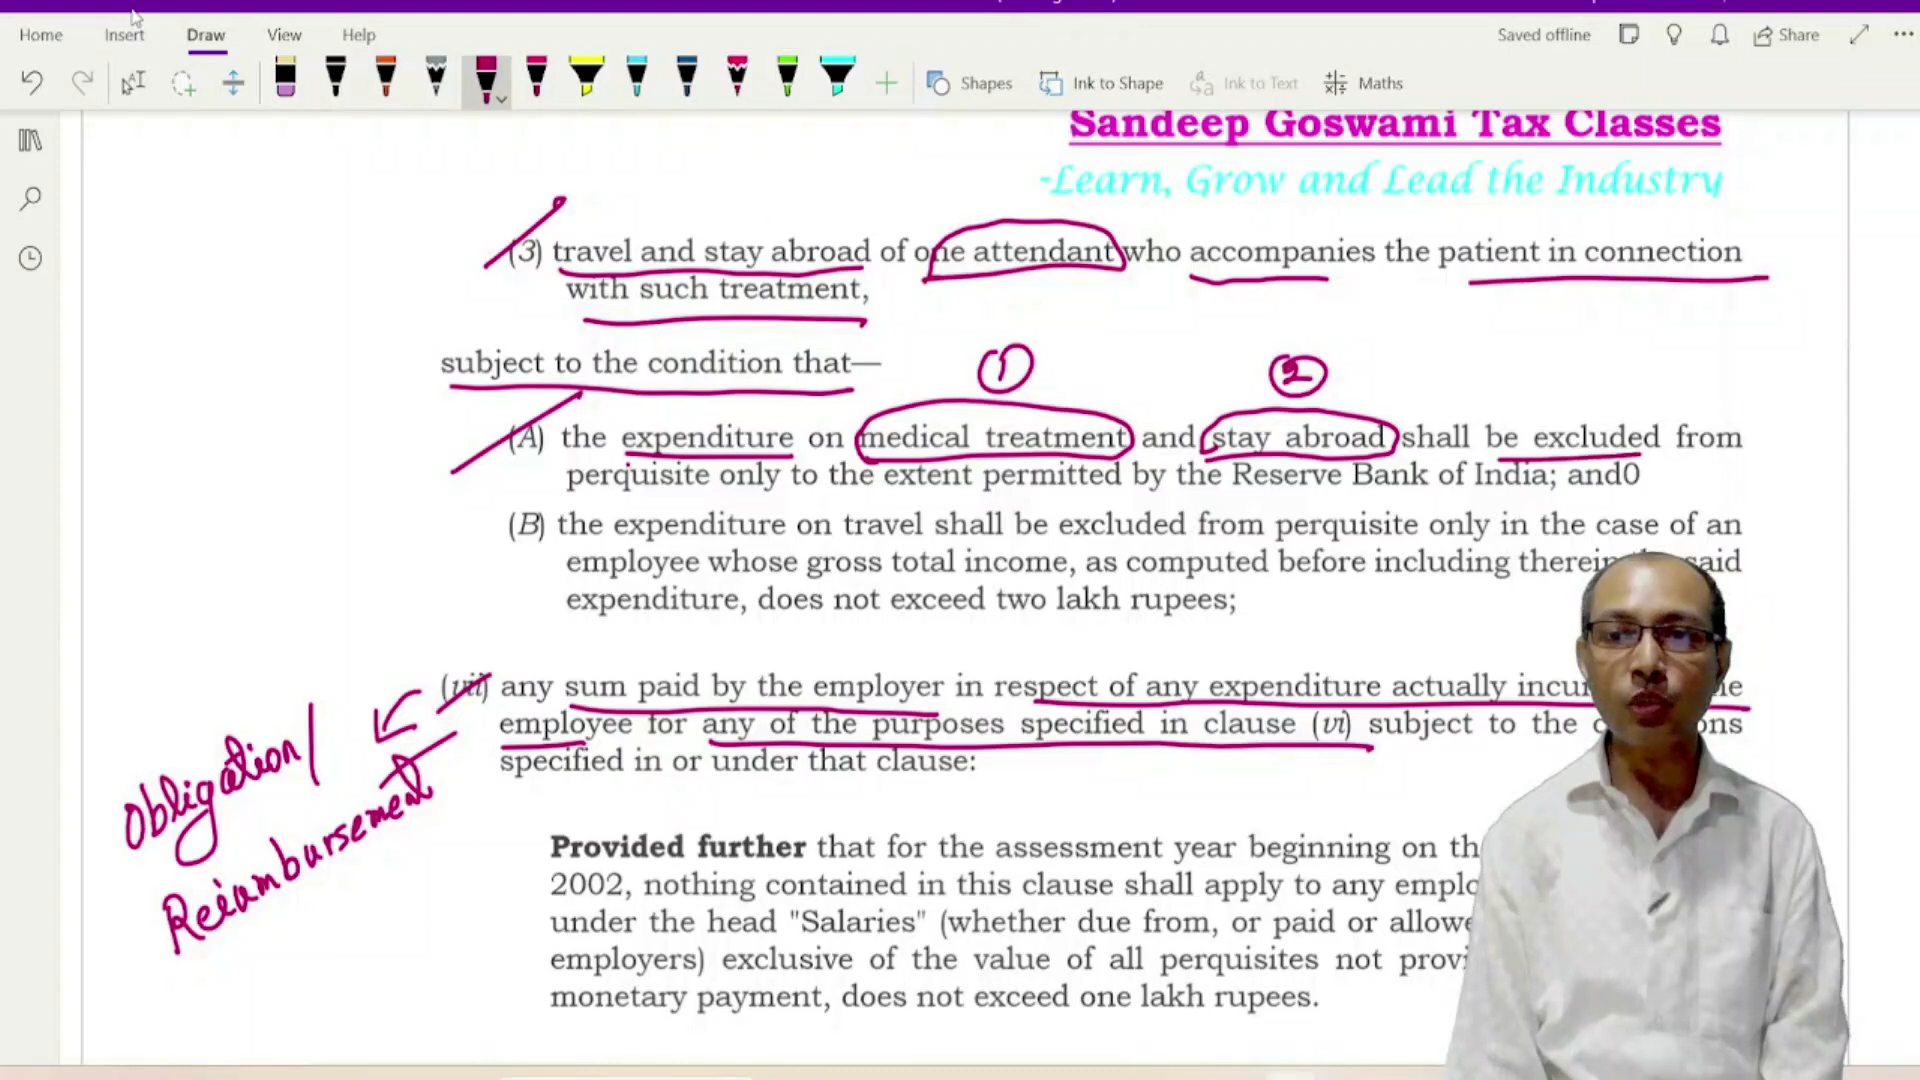 Home Insert Draw View Help Saved offline Share
Shapes Ink to Shape Ink to Text Maths
Sandeep Goswami Tax Classes
-Learn, Grow and Lead the Industry
(3) travel and stay abroad of one attendant who accompanies the patient in connection
with such treatment,
subject to the condition that—
1 2
(A) the expenditure on medical treatment and stay abroad shall be excluded from
perquisite only to the extent permitted by the Reserve Bank of India; and0
(B) the expenditure on travel shall be excluded from perquisite only in the case of an
employee whose gross total income, as computed before including therein said
expenditure, does not exceed two lakh rupees;
(vii) any sum paid by the employer in respect of any expenditure actually
employee for any of the purposes specified in clause (vi) subject to the
specified in or under that clause:
Obligation/
Reiambursement
Provided further that for the assessment year beginning on
2002, nothing contained in this clause shall apply to any
under the head "Salaries" (whether due from, or paid or
employers) exclusive of the value of all perquisites not
monetary payment, does not exceed one lakh rupees.